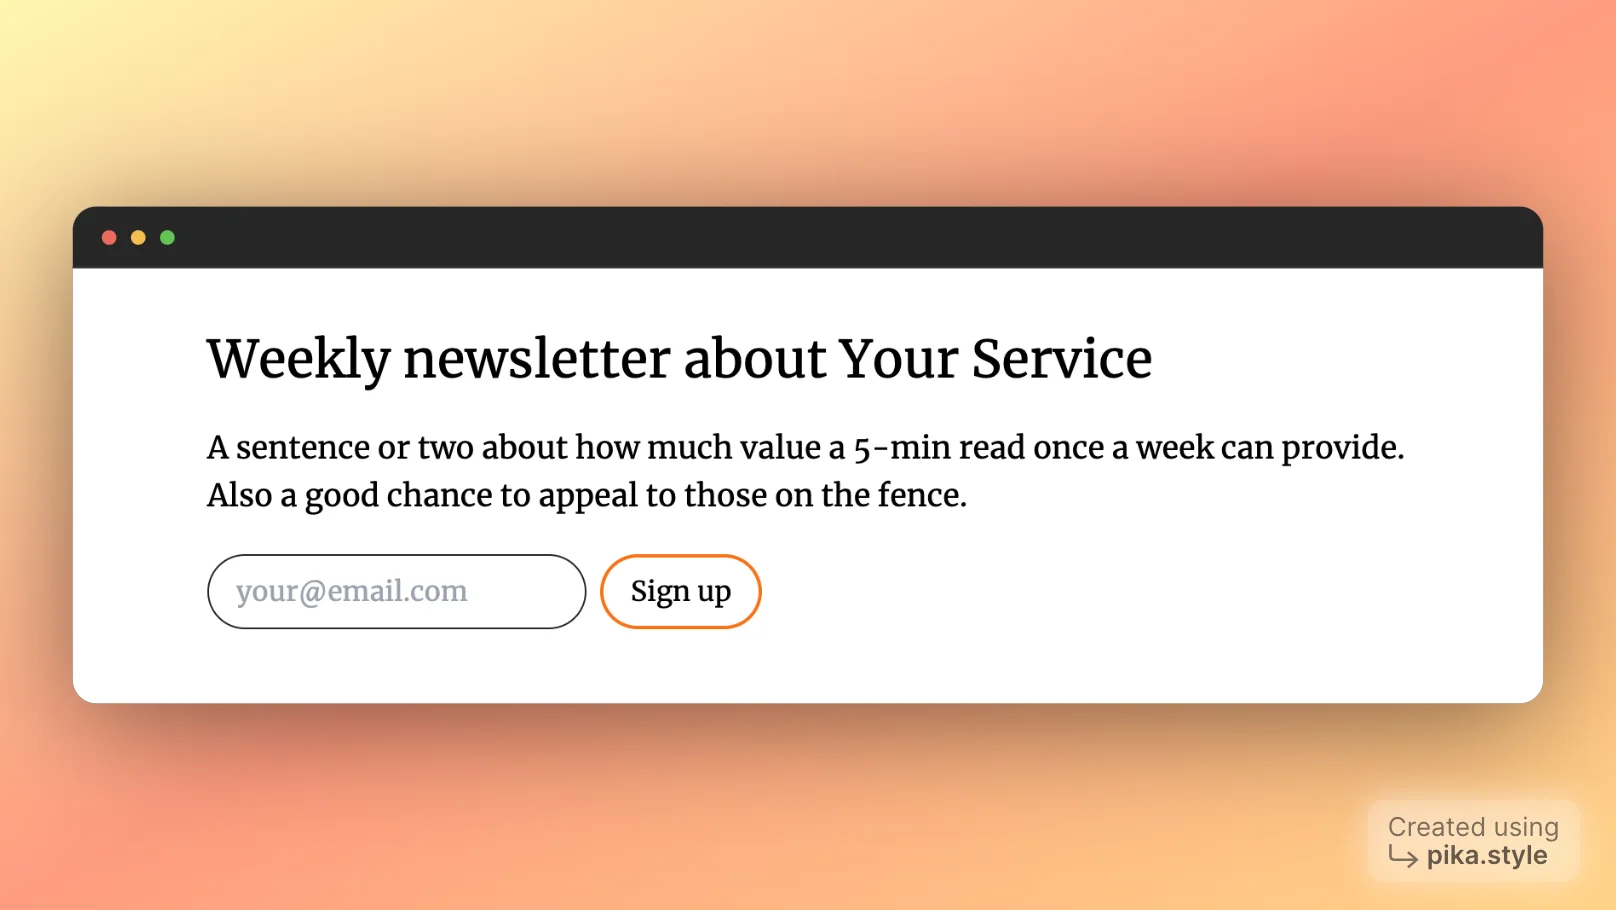 Weekly newsletter about Your Service
A sentence or two about how much value a 5-min read once a week can provide.
Also a good chance to appeal to those on the fence.
your@email.com Sign up
Created using
pika.style